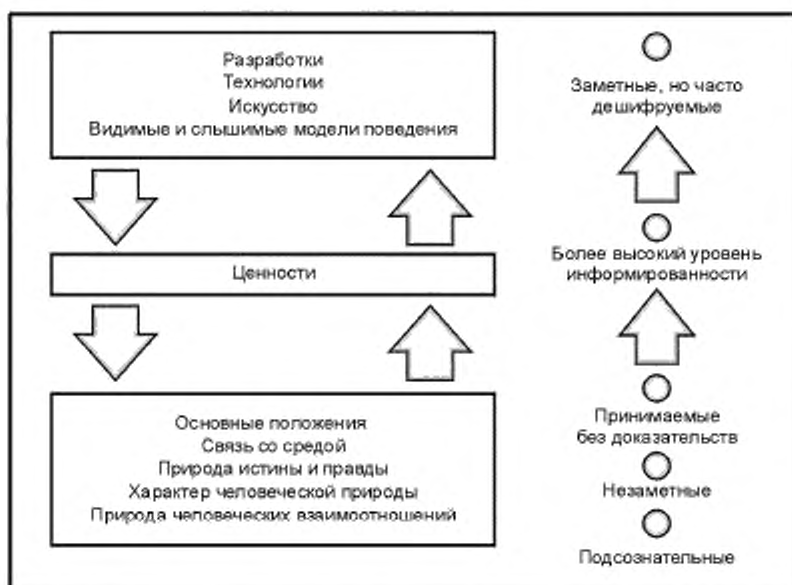 Разработки
Технологии
Искусство
Видимые и слышимые модели поведения
Ценности
Основные положения
Связь со средой
Природа истины и правды
Характер человеческой природы
Природа человеческих взаимоотношений
Заметные, но часто
дешифруемые
Более высокий уровень
информированности
Принимаемые
без доказательств
Незаметные
Подсознательные